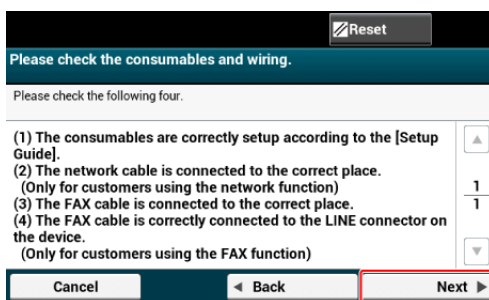 Reset
Please check the consumables and wiring.
Please check the following four.
(1) The consumables are correctly setup according to the [Setup
Guide].
(2) The network cable is connected to the correct place.
(Only for customers using the network function)
(3) The FAX cable is connected to the correct place.
(4) The FAX cable is correctly connected to the LINE connector on
the device.
(Only for customers using the FAX function)
1
1
Cancel
Back
Next